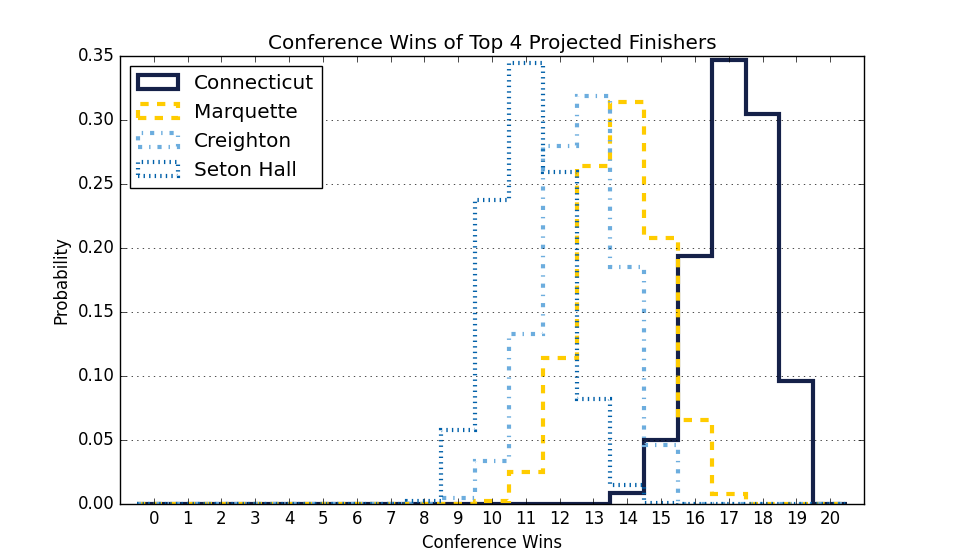 Conference Wins of Top 4 Projected Finishers
Connecticut
Marquette
Creighton
Seton Hall
0.35
0.30
0.25
0.20
0.15
0.10
0.05
0.00
Probability
0 1 2 3 4 5 6 7 8 9 10 11 12 13 14 15 16 17 18 19 20
Conference Wins